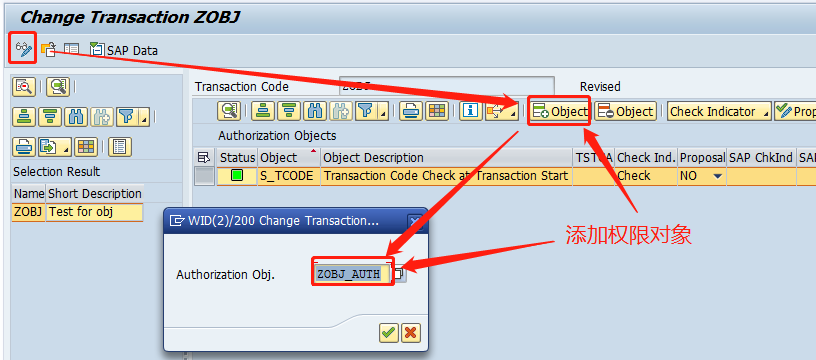 Change Transaction ZOBJ
SAP Data
Transaction Code ZOBJ Revised
Object Object Check Indicator Prop
Authorization Objects
Status Object Object Description TSTCA Check Ind. Proposal SAP ChkInd SA
S_TCODE Transaction Code Check at Transaction Start Check NO
Selection Result
Name Short Description
ZOBJ Test for obj
WID(2)/200 Change Transaction...
Authorization Obj. ZOBJ_AUTH
添加权限对象